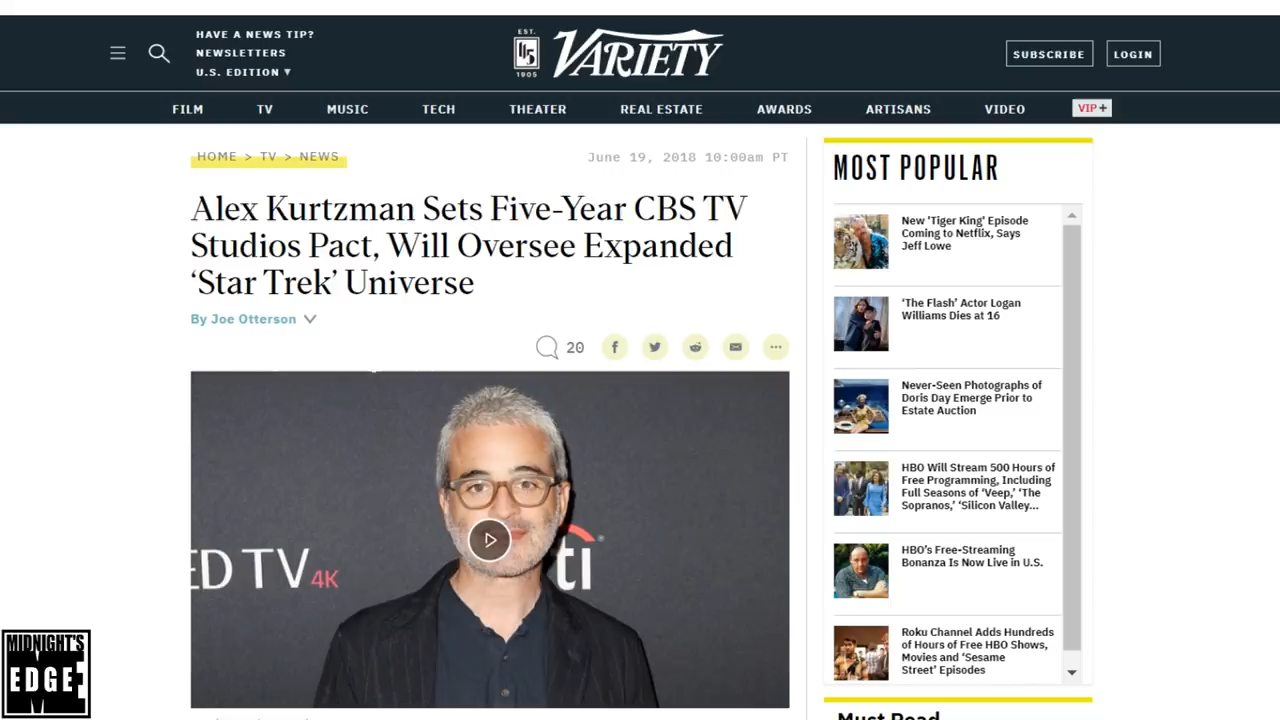 HAVE A NEWS TIP?
NEWSLETTERS
U.S. EDITION ▾
EST.
1905
VARIETY
SUBSCRIBE
LOGIN
FILM
TV
MUSIC
TECH
THEATER
REAL ESTATE
AWARDS
ARTISANS
VIDEO
VIP+
HOME > TV > NEWS
June 19, 2018 10:00am PT
Alex Kurtzman Sets Five-Year CBS TV
Studios Pact, Will Oversee Expanded
‘Star Trek’ Universe
By Joe Otterson
20
ED TV 4K
ti
MOST POPULAR
New 'Tiger King' Episode
Coming to Netflix, Says
Jeff Lowe
‘The Flash’ Actor Logan
Williams Dies at 16
Never-Seen Photographs of
Doris Day Emerge Prior to
Estate Auction
HBO Will Stream 500 Hours of
Free Programming, Including
Full Seasons of ‘Veep,’ ‘The
Sopranos,’ ‘Silicon Valley...
HBO’s Free-Streaming
Bonanza Is Now Live in U.S.
Roku Channel Adds Hundreds
of Hours of Free HBO Shows,
Movies and ‘Sesame
Street’ Episodes
Must Read
MIDNIGHT'S
EDGE